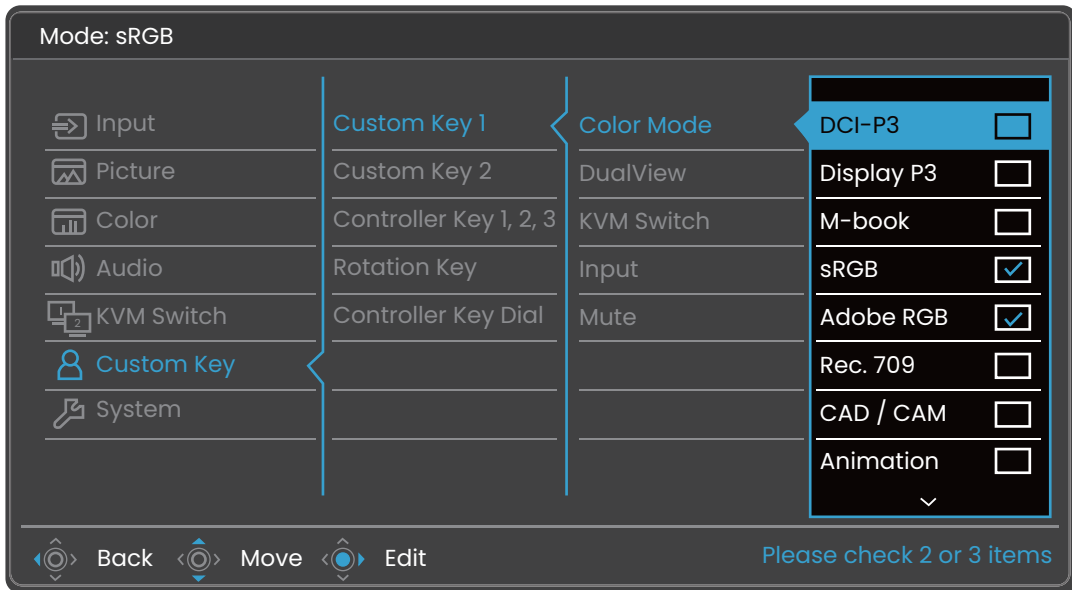 Mode: sRGB
Input
Picture
Color
Audio
1
2
KVM Switch
Custom Key
System
Custom Key 1
Custom Key 2
Controller Key 1, 2, 3
Rotation Key
Controller Key Dial
Color Mode
DualView
KVM Switch
Input
Mute
DCI-P3
Display P3
M-book
sRGB
Adobe RGB
Rec. 709
CAD / CAM
Animation
Back
Move
Edit
Please check 2 or 3 items